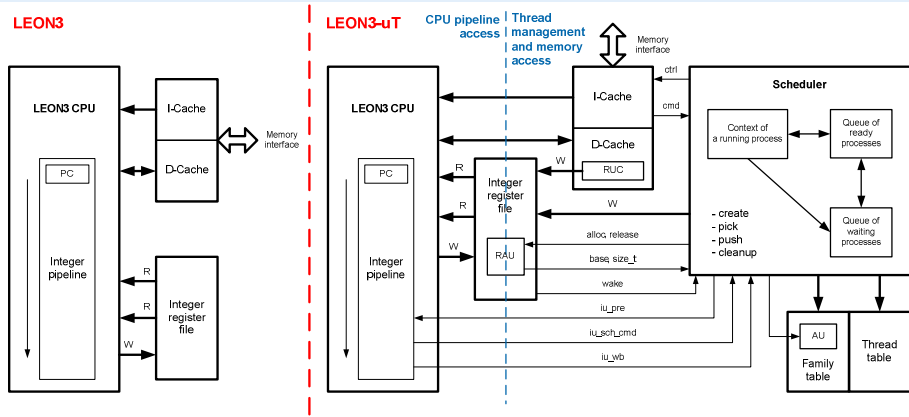 LEON3
LEON3 CPU
PC
Integer
pipeline
I-Cache
D-Cache
Memory
interface
R
R
W
Integer
register
file
LEON3-uT
CPU pipeline
access
Thread
management
and memory
access
LEON3 CPU
PC
Integer
pipeline
Memory
interface
I-Cache
D-Cache
RUC
ctrl
cmd
R
R
W
W
W
Integer
register
file
RAU
alloc, release
base, size_t
wake
iu_pre
iu_sch_cmd
iu_wb
Scheduler
Context of
a running process
Queue of
ready
processes
Queue of
waiting
processes
- create
- pick
- push
- cleanup
AU
Family
table
Thread
table